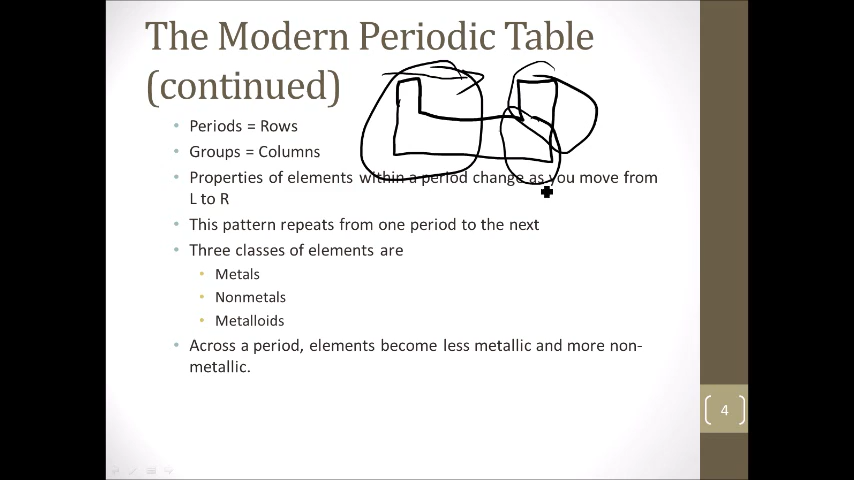 The Modern Periodic Table
(continued)
Periods = Rows
Groups = Columns
Properties of elements within a period change as you move from
L to R
This pattern repeats from one period to the next
Three classes of elements are
Metals
Nonmetals
Metalloids
Across a period, elements become less metallic and more non-
metallic.
4